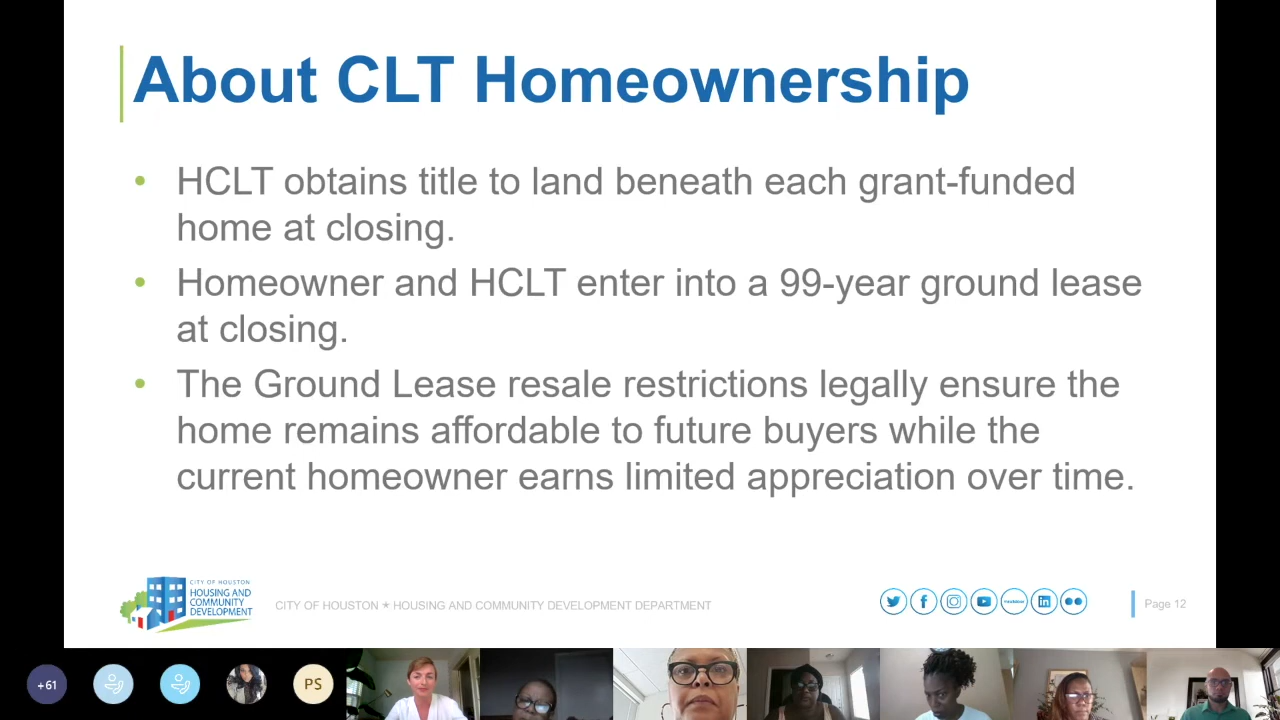 About CLT Homeownership
• HCLT obtains title to land beneath each grant-funded
home at closing.
• Homeowner and HCLT enter into a 99-year ground lease
at closing.
• The Ground Lease resale restrictions legally ensure the
home remains affordable to future buyers while the
current homeowner earns limited appreciation over time.
CITY OF HOUSTON
HOUSING AND
COMMUNITY
DEVELOPMENT
CITY OF HOUSTON ★ HOUSING AND COMMUNITY DEVELOPMENT DEPARTMENT
Page 12
+61
PS